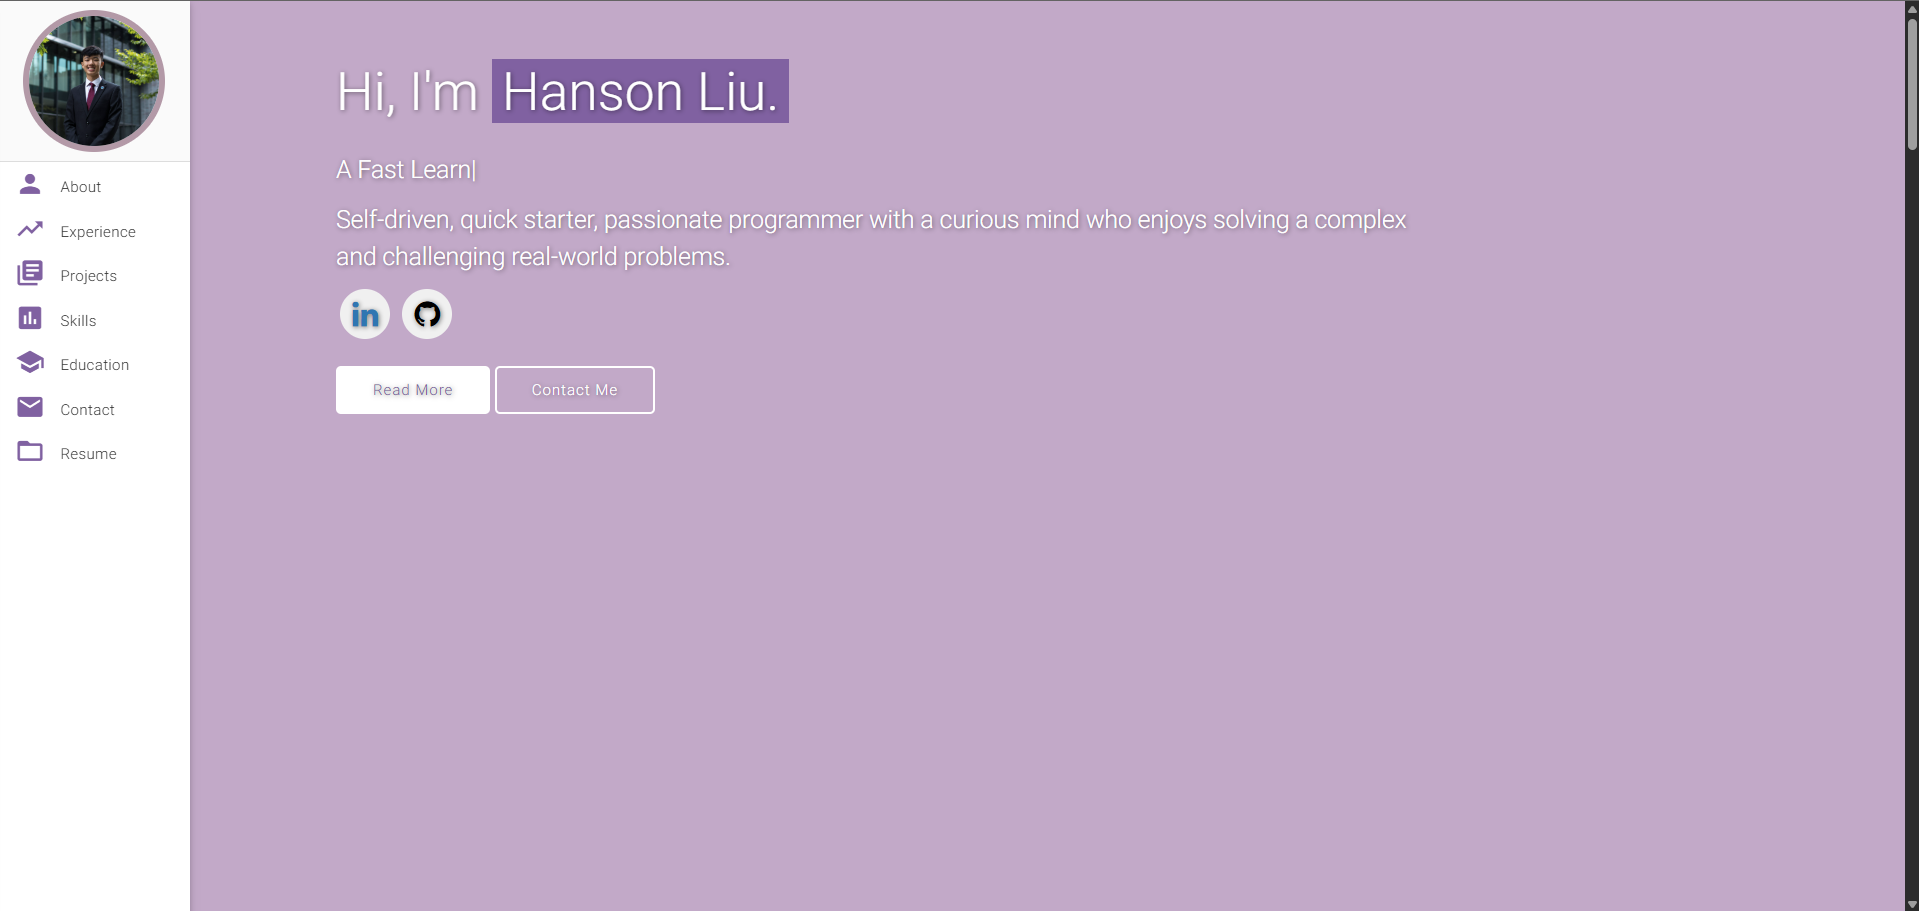 About
Experience
Projects
Skills
Education
Contact
Resume
Hi, I'm Hanson Liu.
A Fast Learn|
Self-driven, quick starter, passionate programmer with a curious mind who enjoys solving a complex
and challenging real-world problems.
in
Read More
Contact Me